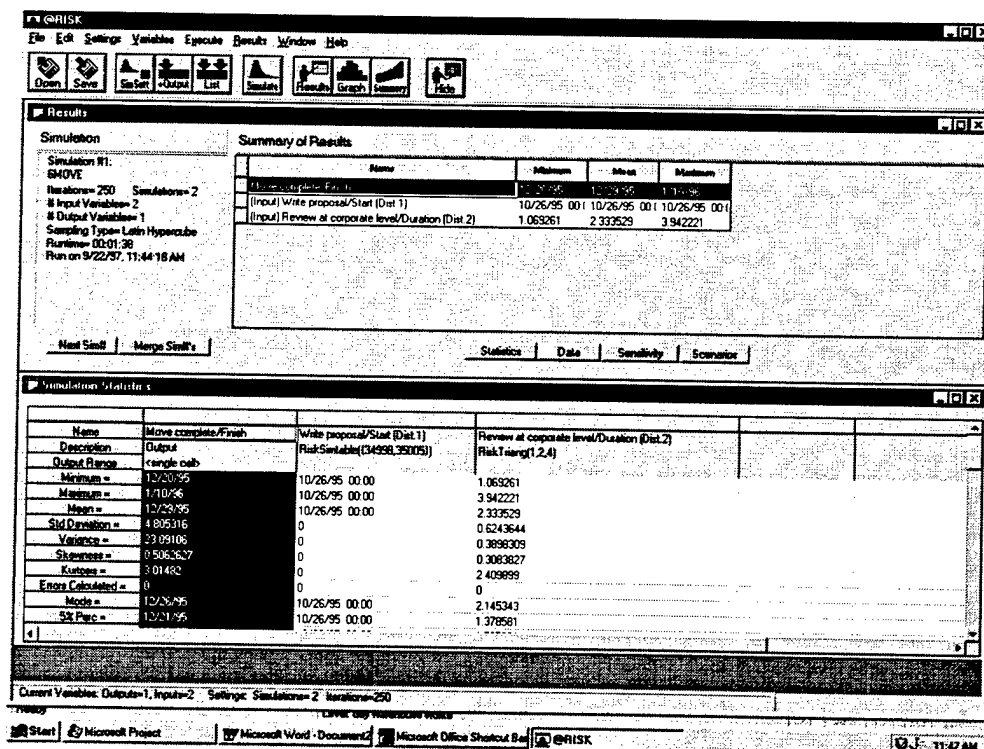 @RISK
File Edit Settings Variables Execute Results Window Help
Open Save SimSett +Output List Simulate Results Graph Summary Hide
Results
Simulation
Simulation #1:
6MOVE
Iterations= 250 Simulations= 2
# Input Variables= 2
# Output Variables= 1
Sampling Type= Latin Hypercube
Runtime= 00:01:38
Run on 9/22/97, 11:44:16 AM
Summary of Results
Name Minimum Mean Maximum
Move complete/Finish 12/20/95 12/29/95 1/10/96
(Input) Write proposal/Start (Dist 1) 10/26/95 00:( 10/26/95 00:( 10/26/95 00:(
(Input) Review at corporate level/Duration (Dist 2) 1.069261 2.333529 3.942221
Next Sim# Merge Sim#'s
Statistics Data Sensitivity Scenarios
Simulation Statistics
Name Move complete/Finish Write proposal/Start (Dist.1) Review at corporate level/Duration (Dist.2)
Description Output RiskSimtable({34998,35005}) RiskTriang(1,2,4)
Output Range <single cell>
Minimum = 12/20/95 10/26/95 00:00 1.069261
Maximum = 1/10/96 10/26/95 00:00 3.942221
Mean = 12/29/95 10/26/95 00:00 2.333529
Std Deviation = 4.805316 0 0.6243644
Variance = 23.09106 0 0.3898309
Skewness = 0.5062627 0 0.3083827
Kurtosis = 3.01482 0 2.409899
Errors Calculated = 0 0 0
Mode = 12/26/95 10/26/95 00:00 2.145343
5% Perc = 12/21/95 10/26/95 00:00 1.378581
Current Variables: Outputs=1, Inputs=2 Settings: Simulations= 2 Iterations=250
Ready
Start Microsoft Project Microsoft Word - Document2 Microsoft Office Shortcut Bar @RISK 11:47 AM